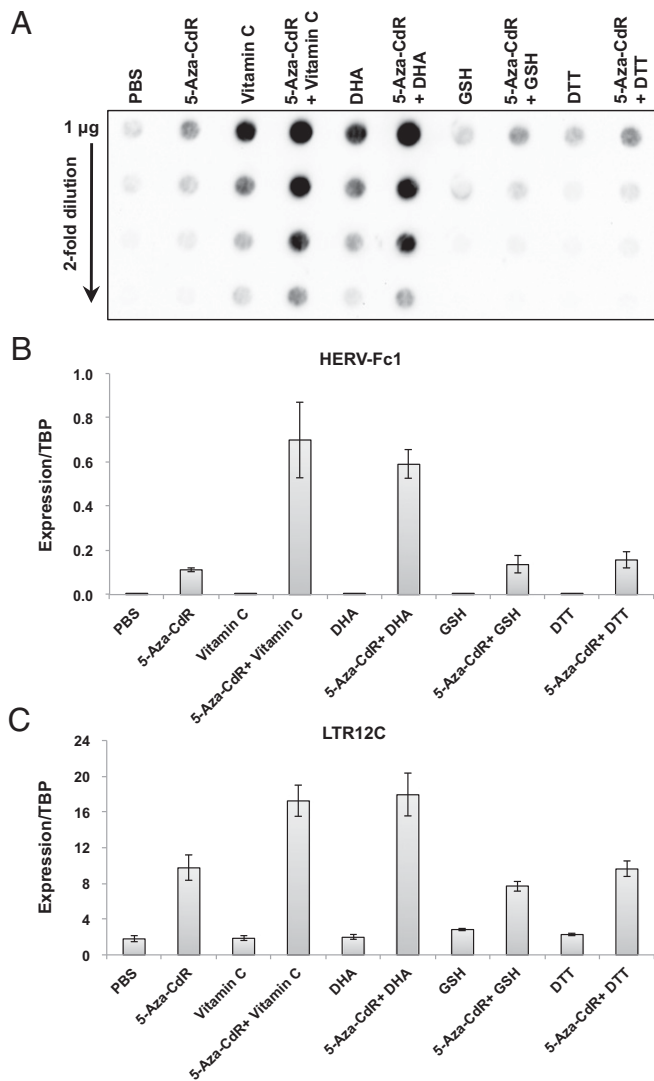 A
PBS
5-Aza-CdR
Vitamin C
5-Aza-CdR
+ Vitamin C
DHA
5-Aza-CdR
+ DHA
GSH
5-Aza-CdR
+ GSH
DTT
5-Aza-CdR
+ DTT
1 µg
2-fold dilution
B
HERV-Fc1
Expression/TBP
1.0
0.8
0.6
0.4
0.2
0.0
PBS
5-Aza-CdR
Vitamin C
5-Aza-CdR+ Vitamin C
DHA
5-Aza-CdR+ DHA
GSH
5-Aza-CdR+ GSH
DTT
5-Aza-CdR+ DTT
C
LTR12C
Expression/TBP
24
20
16
12
8
4
0
PBS
5-Aza-CdR
Vitamin C
5-Aza-CdR+ Vitamin C
DHA
5-Aza-CdR+ DHA
GSH
5-Aza-CdR+ GSH
DTT
5-Aza-CdR+ DTT